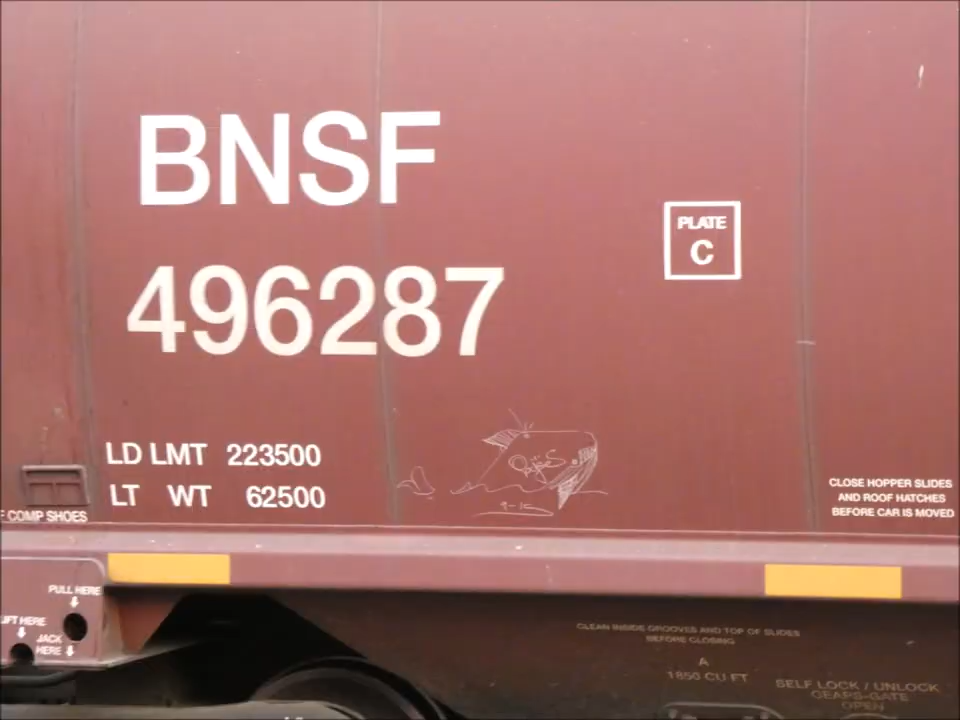 BNSF
496287
PLATE
C
LD LMT 223500
LT WT 62500
CLOSE HOPPER SLIDES
AND ROOF HATCHES
BEFORE CAR IS MOVED
COMP SHOES
PULL HERE
LIFT HERE
JACK
HERE
CLEAN INSIDE GROOVES AND TOP OF SLIDES
BEFORE CLOSING
A
1850 CU FT
SELF LOCK / UNLOCK
GEARS-GATE
OPEN